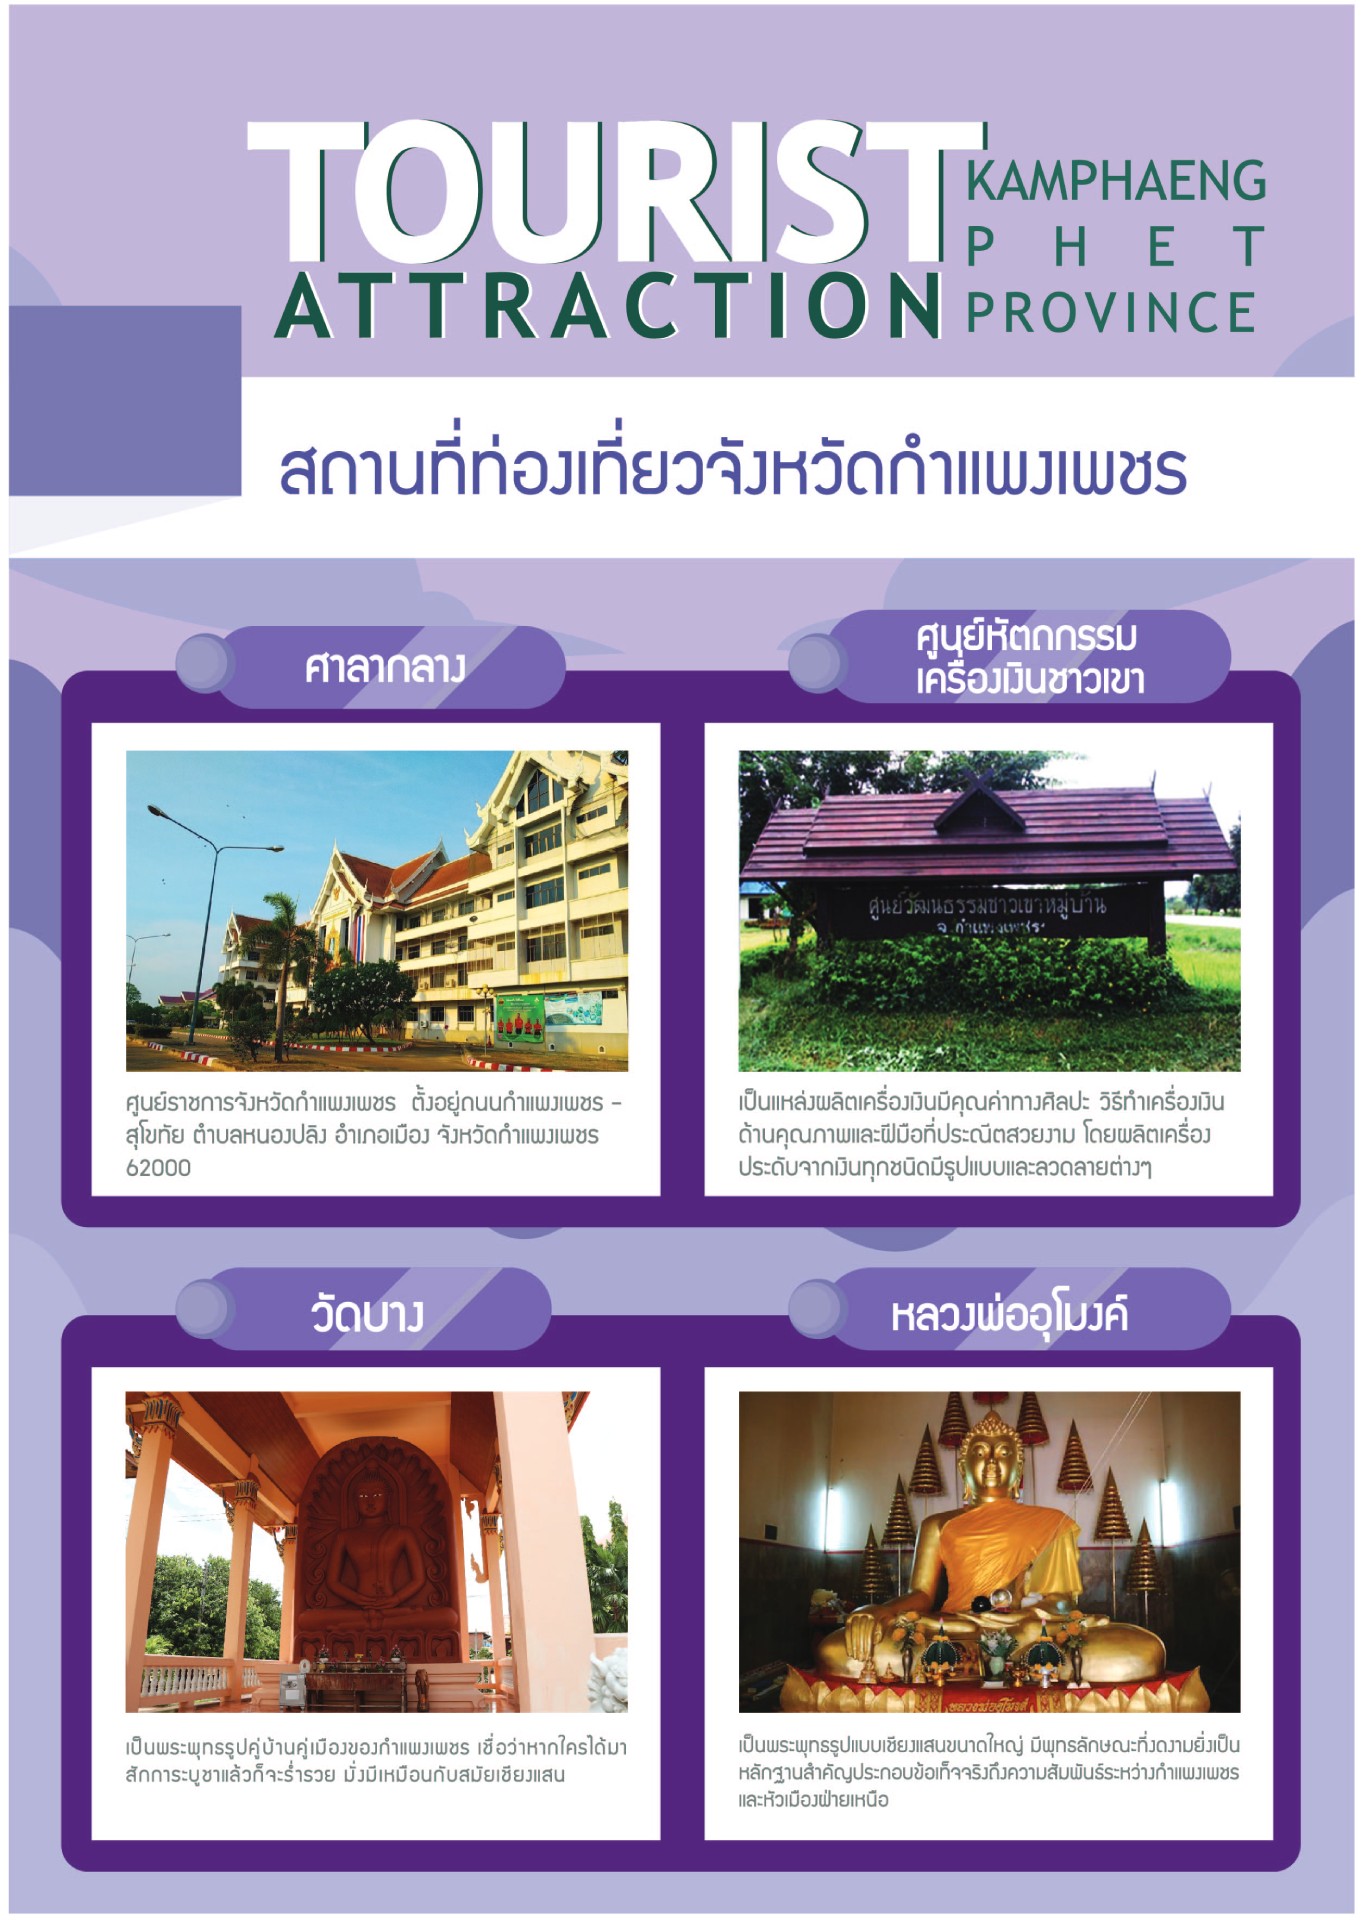 TOURIST
ATTRACTION
KAMPHAENG
PHET
PROVINCE
สถานที่ท่องเที่ยวจังหวัดกำแพงเพชร
ศาลากลาง
ศูนย์ราชการจังหวัดกำแพงเพชร ตั้งอยู่ถนนกำแพงเพชร –
สุโขทัย ตำบลหนองปลิง อำเภอเมือง จังหวัดกำแพงเพชร
62000
ศูนย์หัตถกรรม
เครื่องเงินชาวเขา
ศูนย์วัฒนธรรมชาวเขาหมู่บ้าน
จ.กำแพงเพชร
เป็นแหล่งผลิตเครื่องเงินมีคุณค่าทางศิลปะ วิธีทำเครื่องเงิน
ด้านคุณภาพและฝีมือที่ประณีตสวยงาม โดยผลิตเครื่อง
ประดับจากเงินทุกชนิดมีรูปแบบและลวดลายต่างๆ
วัดบาง
เป็นพระพุทธรูปคู่บ้านคู่เมืองของกำแพงเพชร เชื่อว่าหากใครได้มา
สักการะบูชาแล้วก็จะร่ำรวย มั่งมีเหมือนกับสมัยเชียงแสน
หลวงพ่ออุโมงค์
หลวงพ่ออุโมงค์
เป็นพระพุทธรูปแบบเชียงแสนขนาดใหญ่ มีพุทธลักษณะที่งดงามยิ่งเป็น
หลักฐานสำคัญประกอบข้อเท็จจริงถึงความสัมพันธ์ระหว่างกำแพงเพชร
และหัวเมืองฝ่ายเหนือ